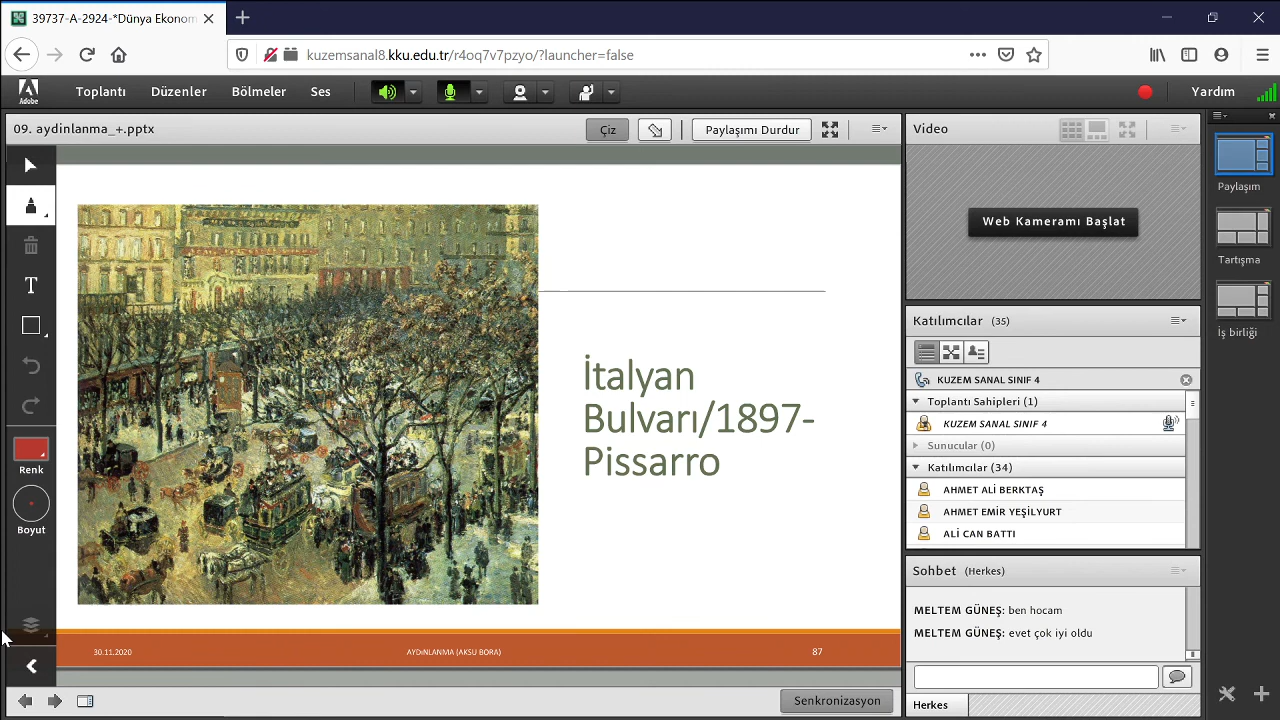 39737-A-2924-*Dünya Ekonom
kuzemsanal8.kku.edu.tr/r4oq7v7pzyo/?launcher=false
Adobe
Toplantı Düzenler Bölmeler Ses Yardım
09. aydinlanma_+.pptx
Çiz
Paylaşımı Durdur
Renk
Boyut
İtalyan
Bulvarı/1897-
Pissarro
30.11.2020 AYDıNLANMA (AKSU BORA) 87
Senkronizasyon
Video
Web Kameramı Başlat
Katılımcılar (35)
KUZEM SANAL SINIF 4
Toplantı Sahipleri (1)
KUZEM SANAL SINIF 4
Sunucular (0)
Katılımcılar (34)
AHMET ALİ BERKTAŞ
AHMET EMİR YEŞİLYURT
ALİ CAN BATTI
Sohbet (Herkes)
MELTEM GÜNEŞ: ben hocam
MELTEM GÜNEŞ: evet çok iyi oldu
Herkes
Paylaşım
Tartışma
İş birliği